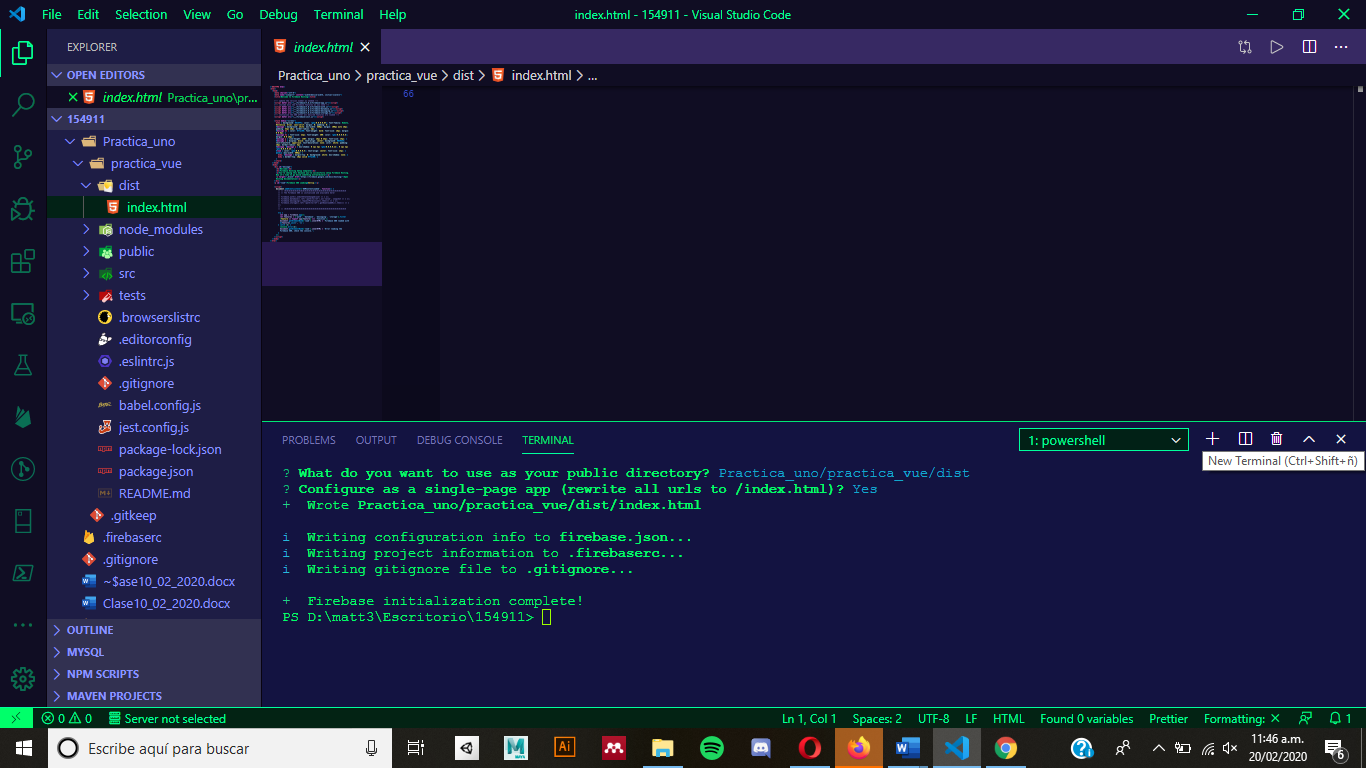 File Edit Selection View Go Debug Terminal Help
index.html - 154911 - Visual Studio Code
EXPLORER
OPEN EDITORS
index.html Practica_uno\pr...
154911
Practica_uno
practica_vue
dist
index.html
node_modules
public
src
tests
.browserslistrc
.editorconfig
.eslintrc.js
.gitignore
babel.config.js
jest.config.js
package-lock.json
package.json
README.md
.gitkeep
.firebaserc
.gitignore
~$ase10_02_2020.docx
Clase10_02_2020.docx
OUTLINE
MYSQL
NPM SCRIPTS
MAVEN PROJECTS
index.html
Practica_uno > practica_vue > dist > index.html > ...
66
PROBLEMS OUTPUT DEBUG CONSOLE TERMINAL
1: powershell
New Terminal (Ctrl+Shift+ñ)
? What do you want to use as your public directory? Practica_uno/practica_vue/dist
? Configure as a single-page app (rewrite all urls to /index.html)? Yes
+ Wrote Practica_uno/practica_vue/dist/index.html
i Writing configuration info to firebase.json...
i Writing project information to .firebaserc...
i Writing gitignore file to .gitignore...
+ Firebase initialization complete!
PS D:\matt3\Escritorio\154911>
0 0 Server not selected
Ln 1, Col 1 Spaces: 2 UTF-8 LF HTML Found 0 variables Prettier Formatting: ✕ 1
Escribe aquí para buscar
11:46 a.m.
20/02/2020
6